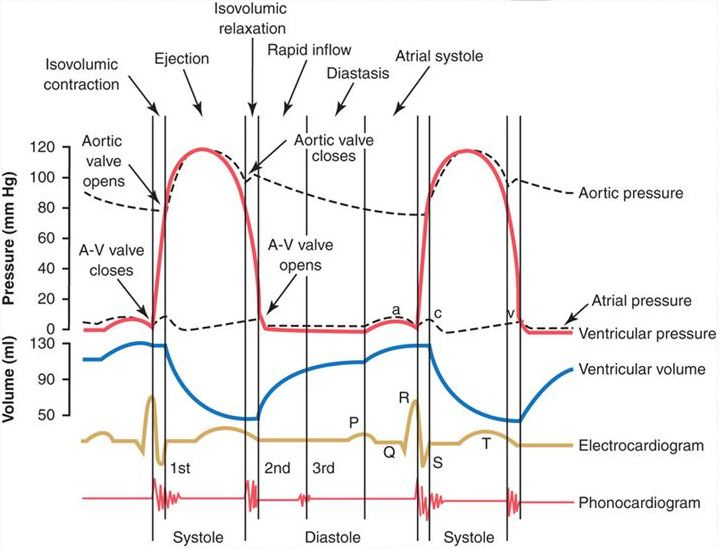 Isovolumic
relaxation
Isovolumic
contraction
Ejection
Rapid inflow
Diastasis
Atrial systole
Aortic
valve
opens
Aortic valve
closes
A-V valve
closes
A-V valve
opens
Pressure (mm Hg)
120
100
80
60
40
20
0
Aortic pressure
a
c
v
Atrial pressure
Ventricular pressure
Volume (ml)
130
90
50
Ventricular volume
R
P
Q
S
T
Electrocardiogram
1st
2nd
3rd
Phonocardiogram
Systole
Diastole
Systole